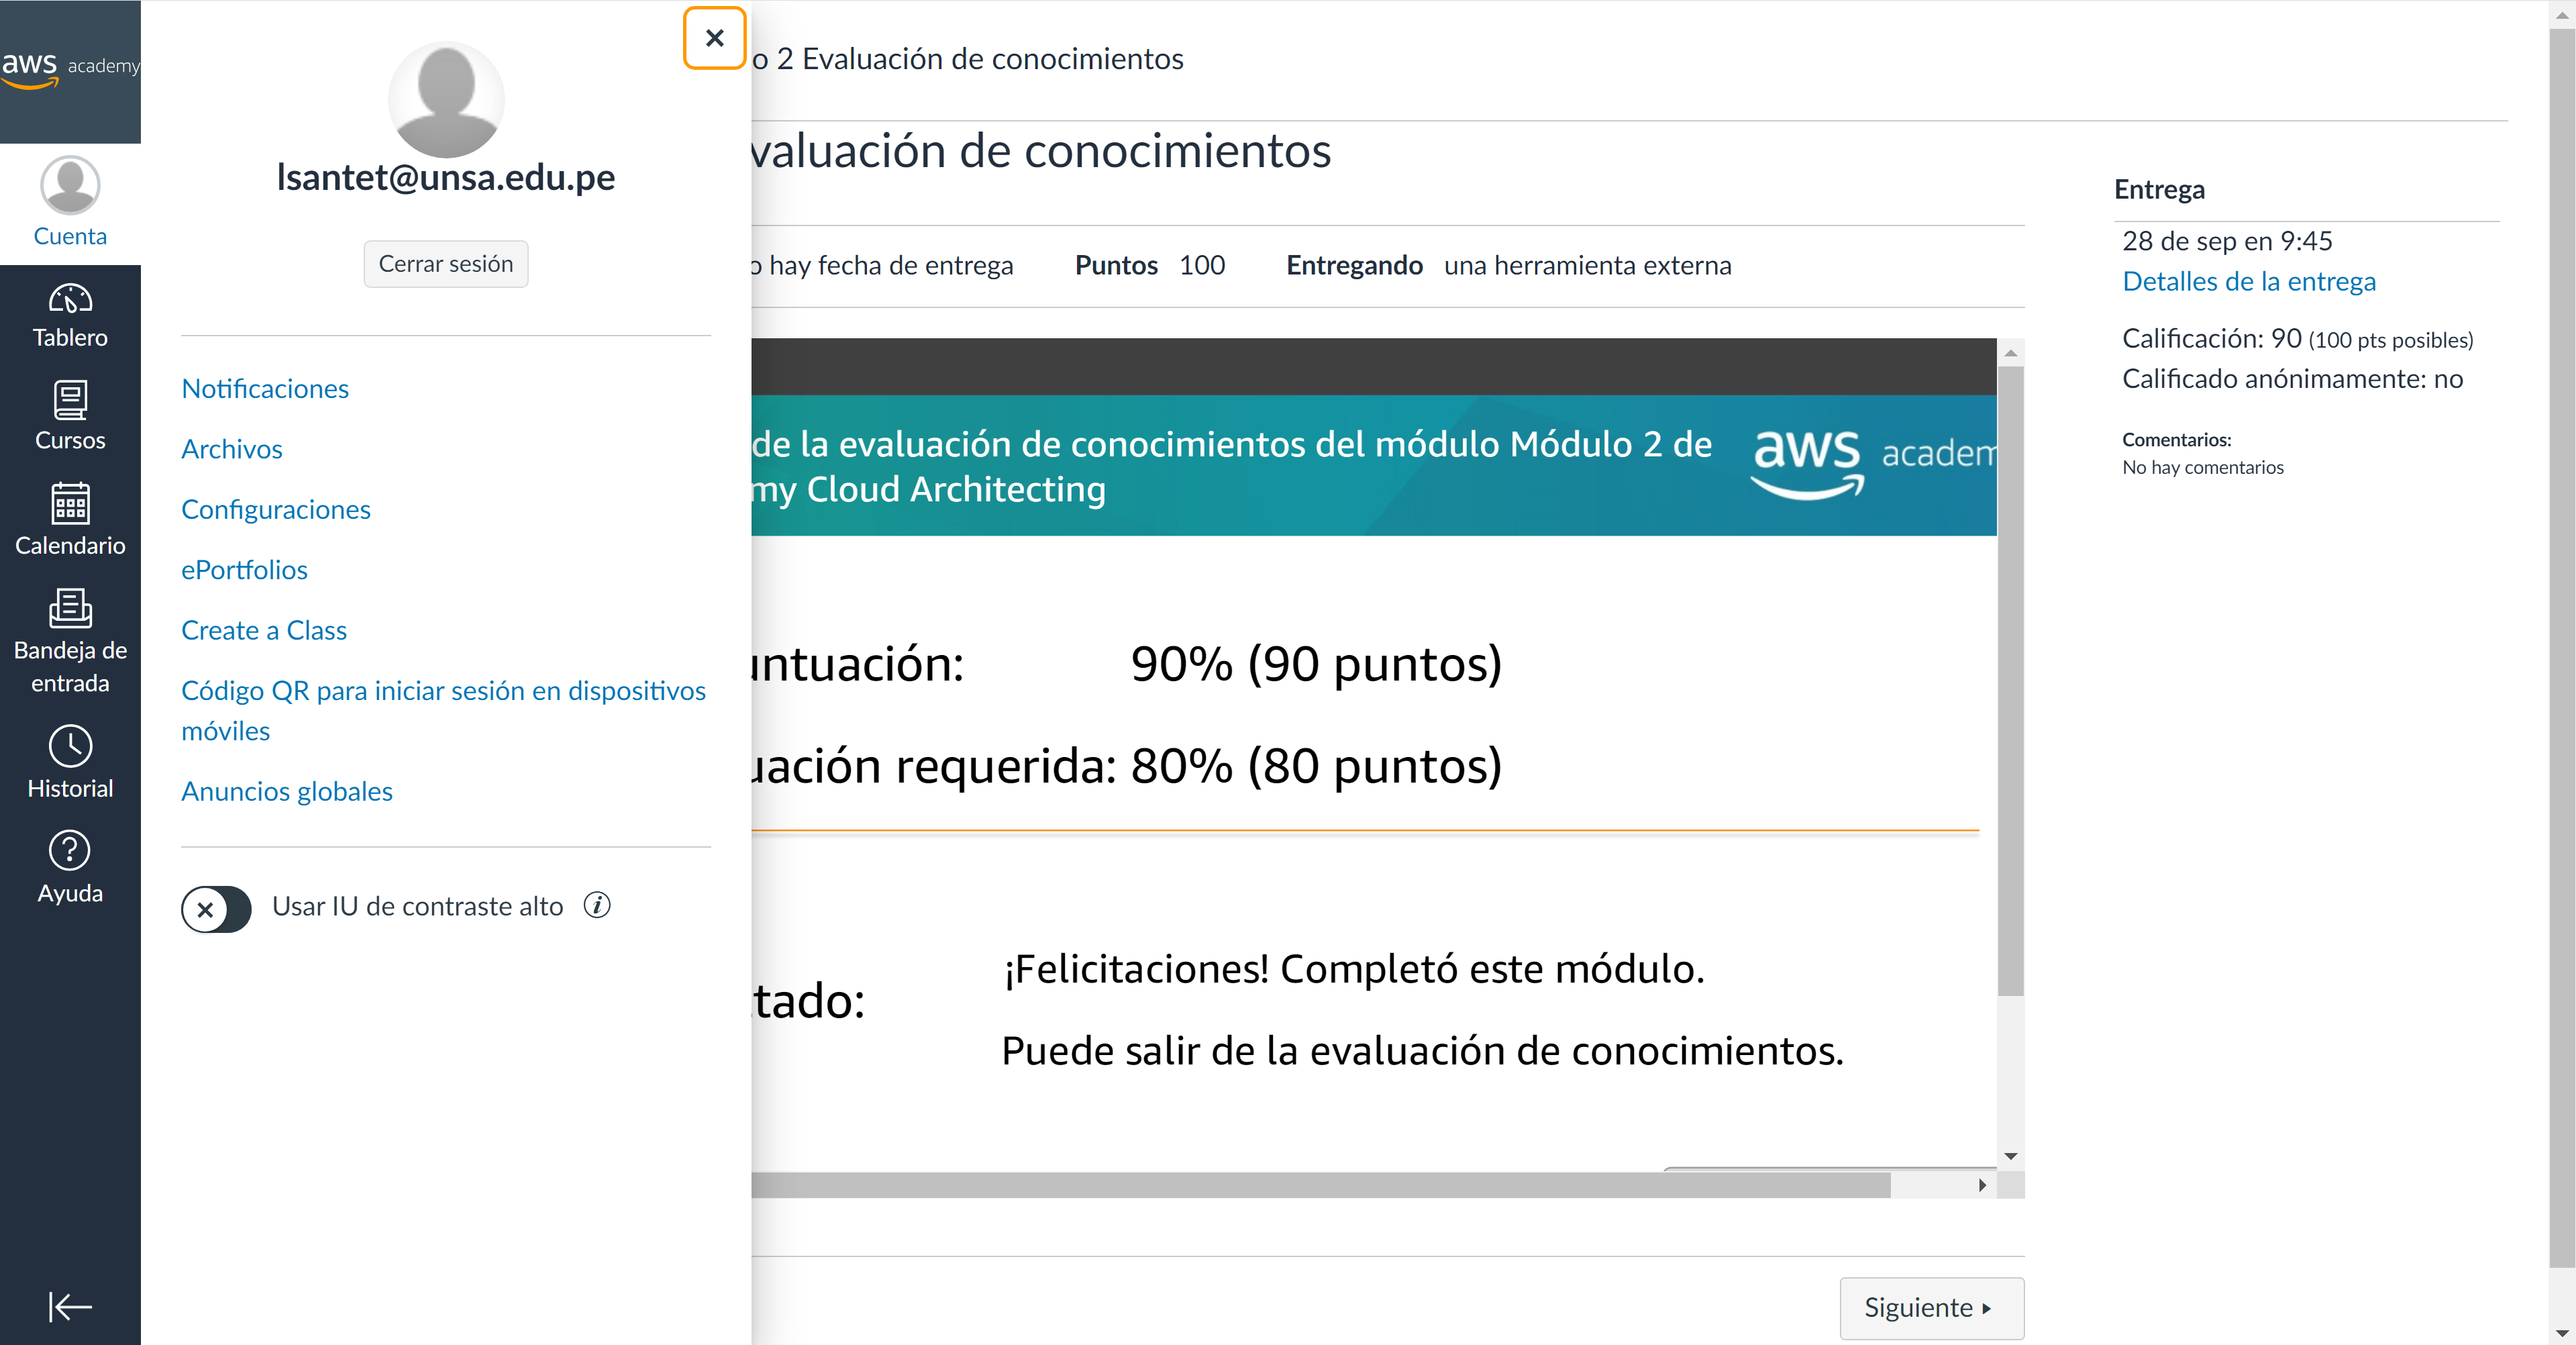 aws academy
Cuenta
Tablero
Cursos
Calendario
Bandeja de
entrada
Historial
Ayuda
lsantet@unsa.edu.pe
Cerrar sesión
Notificaciones
Archivos
Configuraciones
ePortfolios
Create a Class
Código QR para iniciar sesión en dispositivos
móviles
Anuncios globales
Usar IU de contraste alto
o 2 Evaluación de conocimientos
valuación de conocimientos
o hay fecha de entrega Puntos 100 Entregando una herramienta externa
de la evaluación de conocimientos del módulo Módulo 2 de
my Cloud Architecting
aws academ
untuación: 90% (90 puntos)
uación requerida: 80% (80 puntos)
tado:
¡Felicitaciones! Completó este módulo.
Puede salir de la evaluación de conocimientos.
Siguiente
Entrega
28 de sep en 9:45
Detalles de la entrega
Calificación: 90 (100 pts posibles)
Calificado anónimamente: no
Comentarios:
No hay comentarios